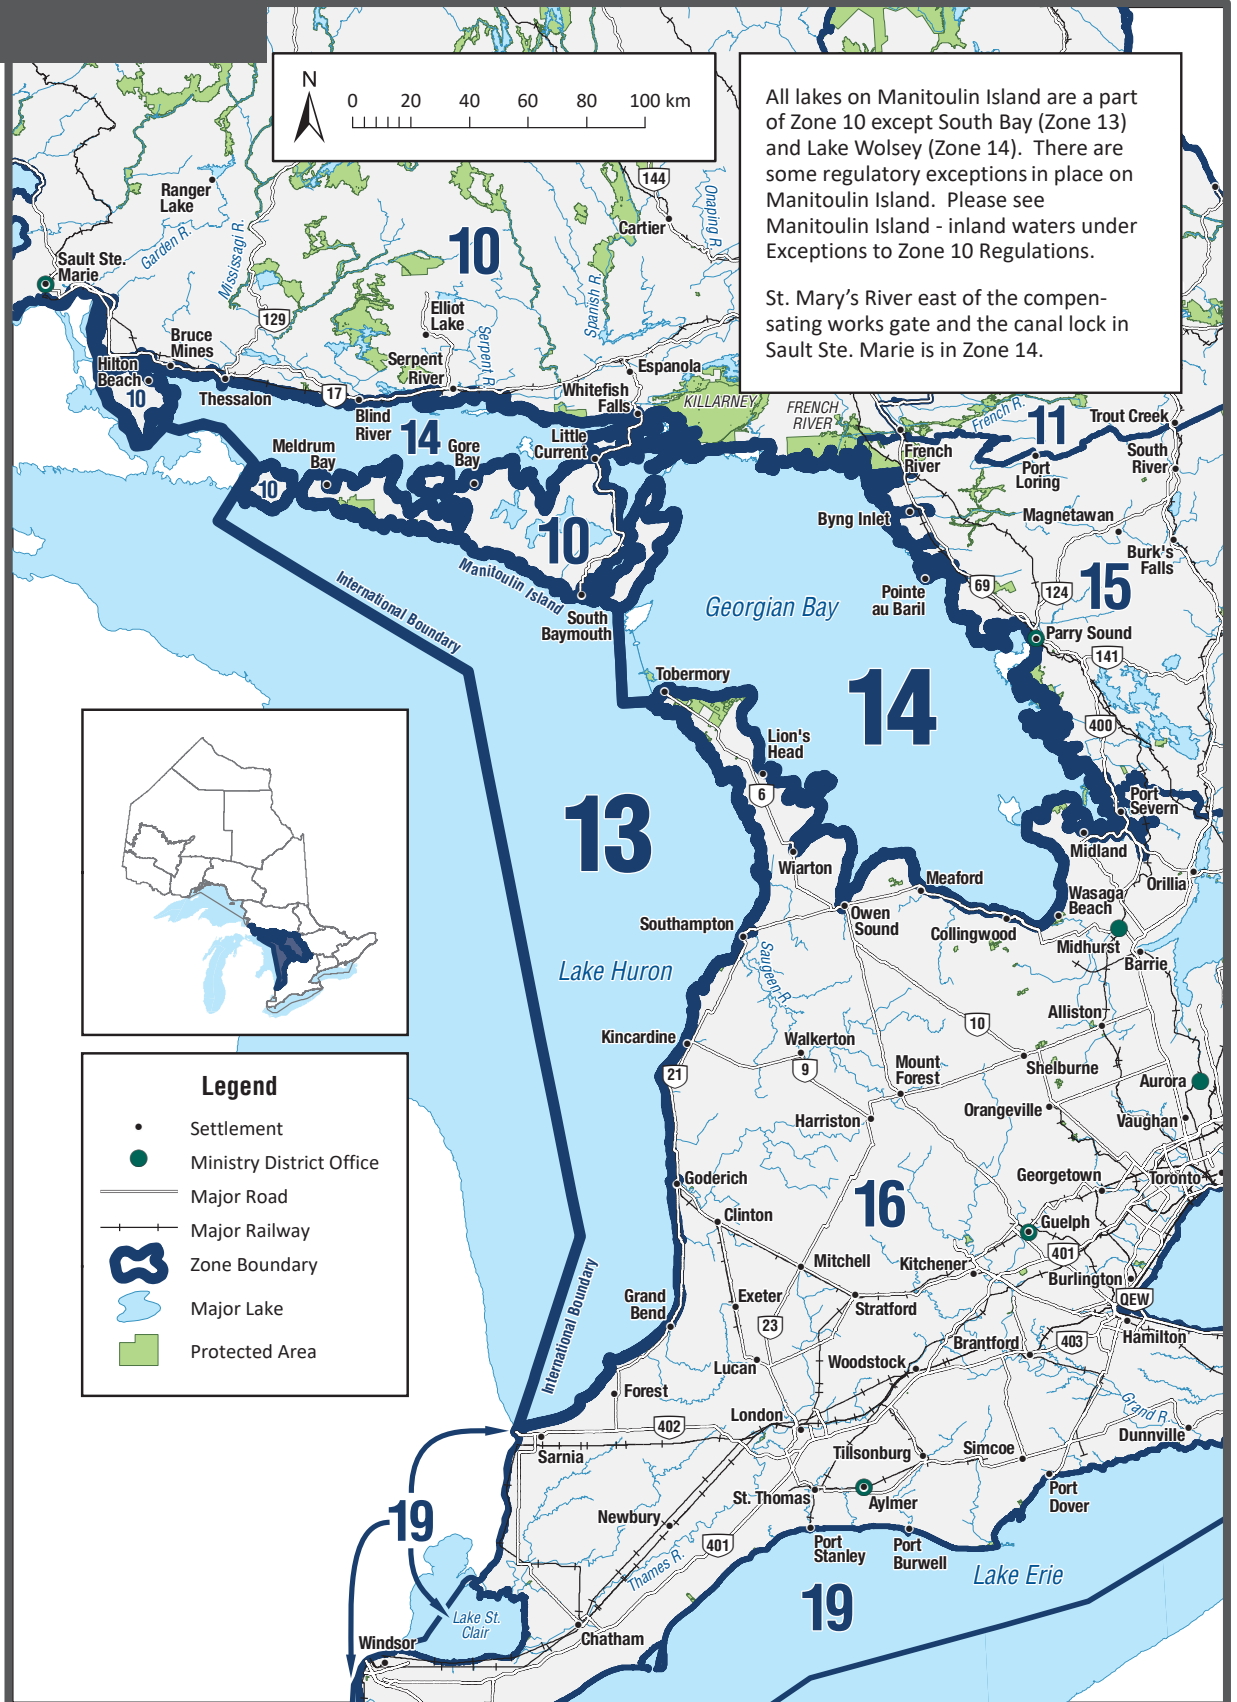 N
0 20 40 60 80 100 km
All lakes on Manitoulin Island are a part
of Zone 10 except South Bay (Zone 13)
and Lake Wolsey (Zone 14).  There are
some regulatory exceptions in place on
Manitoulin Island.  Please see
Manitoulin Island - inland waters under
Exceptions to Zone 10 Regulations.
St. Mary's River east of the compen-
sating works gate and the canal lock in
Sault Ste. Marie is in Zone 14.
144
Ranger
Lake
Cartier
Onaping R.
Garden R.
Mississagi R.
10
Sault Ste.
Marie
Spanish R.
129
Elliot
Lake
Serpent R.
Bruce
Mines
Hilton
Beach
10
Serpent
River
Espanola
Whitefish
Falls
KILLARNEY
FRENCH
RIVER
French R.
11
Trout Creek
Thessalon
17
Blind
River
14
Little
Current
Meldrum
Bay
Gore
Bay
French
River
Port
Loring
South
River
10
10
Byng Inlet
Magnetawan
Burk's
Falls
Manitoulin Island
International Boundary
South
Baymouth
Georgian Bay
Pointe
au Baril
69
124
15
Parry Sound
141
Tobermory
14
400
Lion's
Head
6
Port
Severn
13
Midland
Wiarton
Meaford
Orillia
Wasaga
Beach
Southampton
Owen
Sound
Collingwood
Midhurst
Barrie
Lake Huron
Saugeen R.
Alliston
10
Kincardine
Walkerton
21
9
Mount
Forest
Shelburne
Aurora
Harriston
Orangeville
Vaughan
Goderich
Georgetown
Toronto
Clinton
16
Guelph
401
Mitchell
Kitchener
Burlington
QEW
Grand
Bend
Exeter
Stratford
International Boundary
23
Brantford
403
Hamilton
Lucan
Woodstock
Forest
Grand R.
402
London
Dunnville
Sarnia
Tillsonburg
Simcoe
St. Thomas
Aylmer
Port
Dover
19
Newbury
401
Port
Stanley
Port
Burwell
Thames R.
Lake Erie
19
Lake St.
Clair
Windsor
Chatham
Legend
Settlement
Ministry District Office
Major Road
Major Railway
Zone Boundary
Major Lake
Protected Area